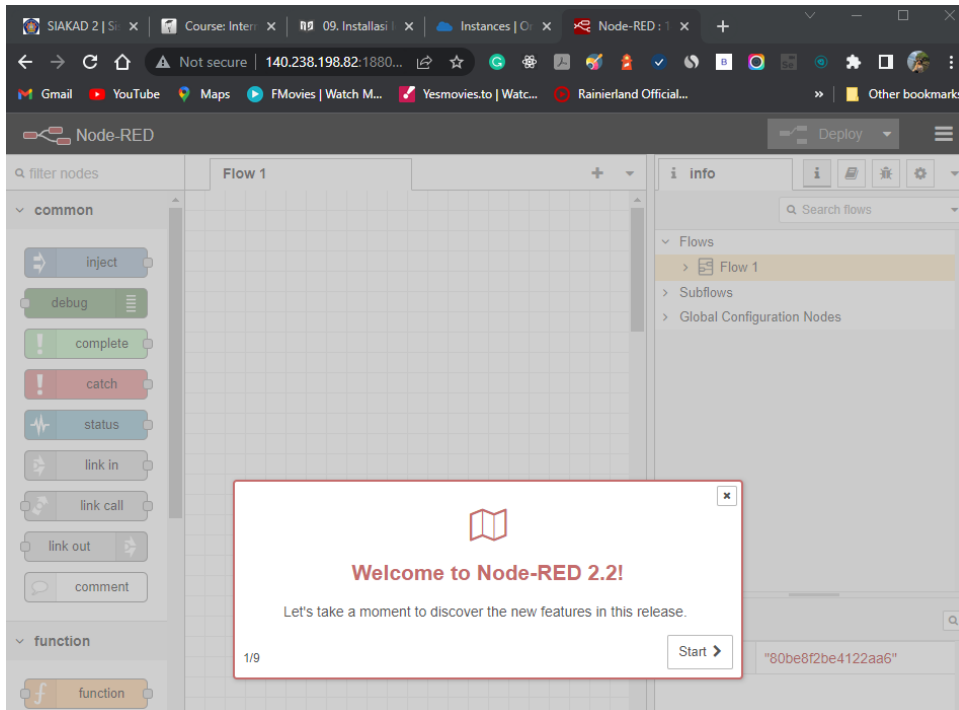 SIAKAD 2 | Si
Course: Intern
09. Installasi
Instances | Or
Node-RED : 1
Not secure | 140.238.198.82:1880...
Gmail
YouTube
Maps
FMovies | Watch M...
Yesmovies.to | Watc...
Rainierland Official...
»
Other bookmarks
Node-RED
Deploy
filter nodes
Flow 1
i info
Search flows
common
Flows
inject
Flow 1
debug
Subflows
complete
Global Configuration Nodes
catch
status
link in
link call
link out
comment
function
function
Welcome to Node-RED 2.2!
Let's take a moment to discover the new features in this release.
1/9
Start
"80be8f2be4122aa6"